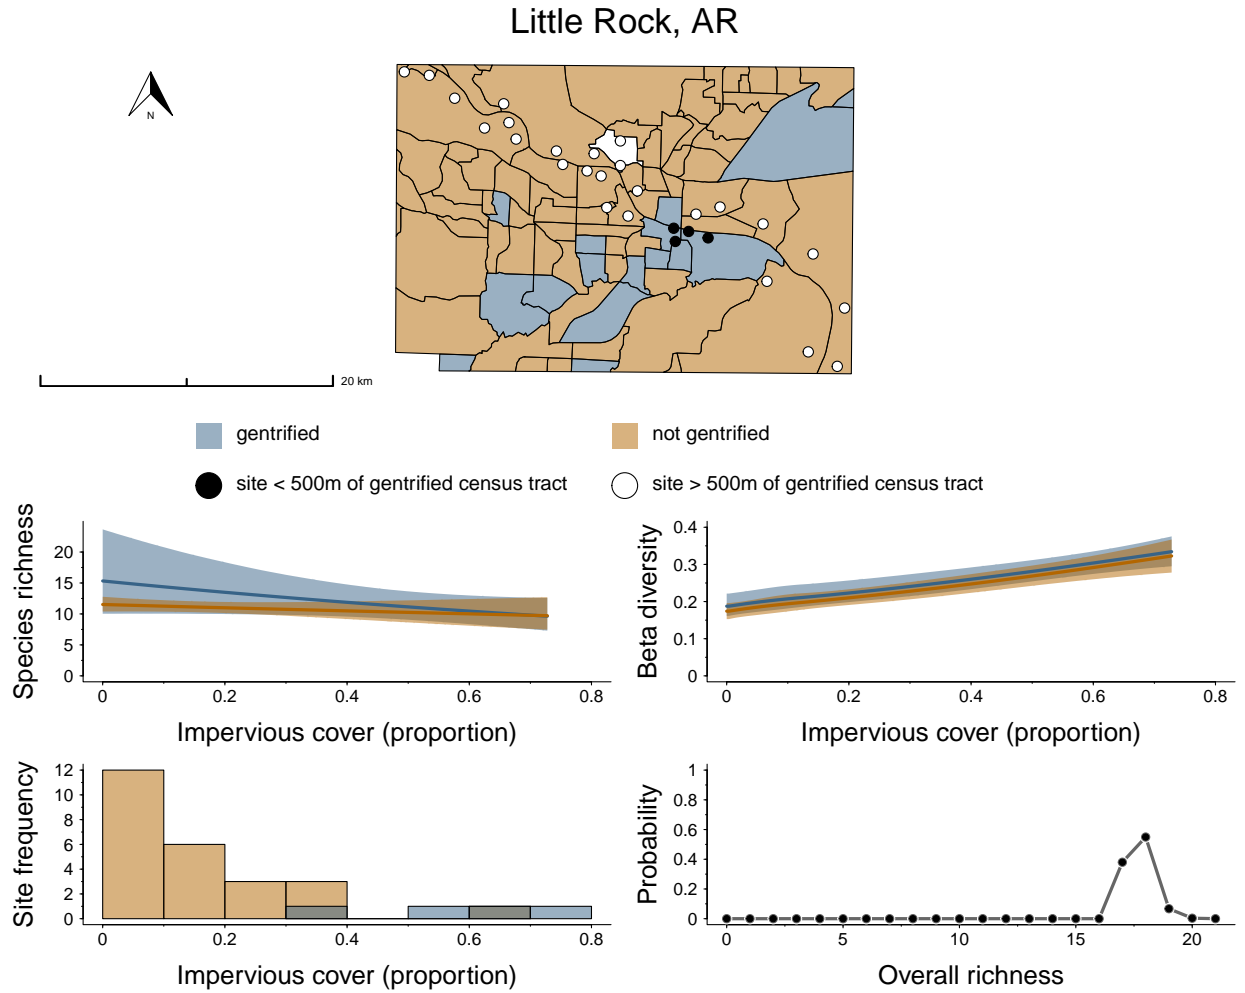 Little Rock, AR
N
20 km
gentrified
not gentrified
site < 500m of gentrified census tract
site > 500m of gentrified census tract
Species richness
20
15
10
5
0
0 0.2 0.4 0.6 0.8
Impervious cover (proportion)
Beta diversity
0.4
0.3
0.2
0.1
0
0 0.2 0.4 0.6 0.8
Impervious cover (proportion)
Site frequency
12
10
8
6
4
2
0
0 0.2 0.4 0.6 0.8
Impervious cover (proportion)
Probability
1
0.8
0.6
0.4
0.2
0
0 5 10 15 20
Overall richness